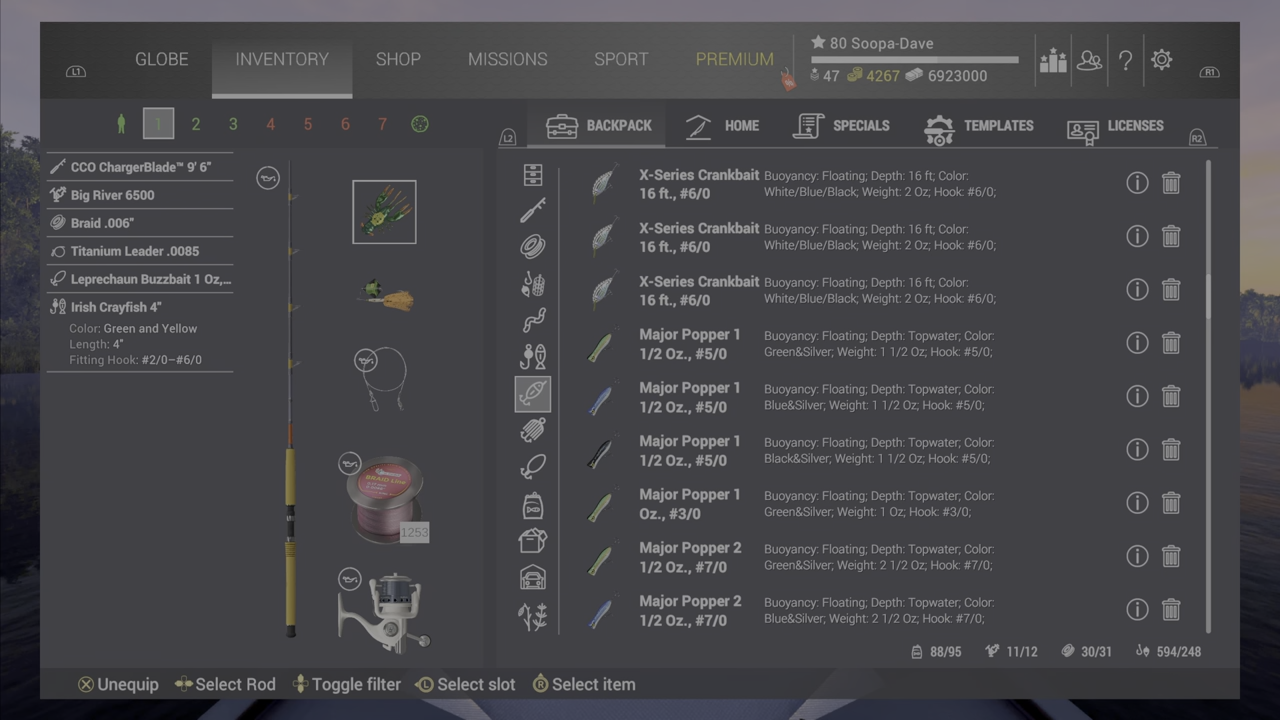 L1
GLOBE
INVENTORY
SHOP
MISSIONS
SPORT
PREMIUM
80 Soopa-Dave
47 4267 6923000
?
R1
1 2 3 4 5 6 7
L2
BACKPACK
HOME
SPECIALS
TEMPLATES
LICENSES
R2
CCO ChargerBlade™ 9' 6"
Big River 6500
Braid .006"
Titanium Leader .0085
Leprechaun Buzzbait 1 Oz,...
Irish Crayfish 4"
Color: Green and Yellow
Length: 4"
Fitting Hook: #2/0–#6/0
BRAID LINE
1253
X-Series Crankbait
16 ft., #6/0
Buoyancy: Floating; Depth: 16 ft; Color:
White/Blue/Black; Weight: 2 Oz; Hook: #6/0;
X-Series Crankbait
16 ft., #6/0
Buoyancy: Floating; Depth: 16 ft; Color:
White/Blue/Black; Weight: 2 Oz; Hook: #6/0;
X-Series Crankbait
16 ft., #6/0
Buoyancy: Floating; Depth: 16 ft; Color:
White/Blue/Black; Weight: 2 Oz; Hook: #6/0;
Major Popper 1
1/2 Oz., #5/0
Buoyancy: Floating; Depth: Topwater; Color:
Green&Silver; Weight: 1 1/2 Oz; Hook: #5/0;
Major Popper 1
1/2 Oz., #5/0
Buoyancy: Floating; Depth: Topwater; Color:
Blue&Silver; Weight: 1 1/2 Oz; Hook: #5/0;
Major Popper 1
1/2 Oz., #5/0
Buoyancy: Floating; Depth: Topwater; Color:
Black&Silver; Weight: 1 1/2 Oz; Hook: #5/0;
Major Popper 1
Oz., #3/0
Buoyancy: Floating; Depth: Topwater; Color:
Green&Silver; Weight: 1 Oz; Hook: #3/0;
Major Popper 2
1/2 Oz., #7/0
Buoyancy: Floating; Depth: Topwater; Color:
Green&Silver; Weight: 2 1/2 Oz; Hook: #7/0;
Major Popper 2
1/2 Oz., #7/0
Buoyancy: Floating; Depth: Topwater; Color:
Blue&Silver; Weight: 2 1/2 Oz; Hook: #7/0;
88/95 11/12 30/31 594/248
Unequip Select Rod Toggle filter L Select slot R Select item